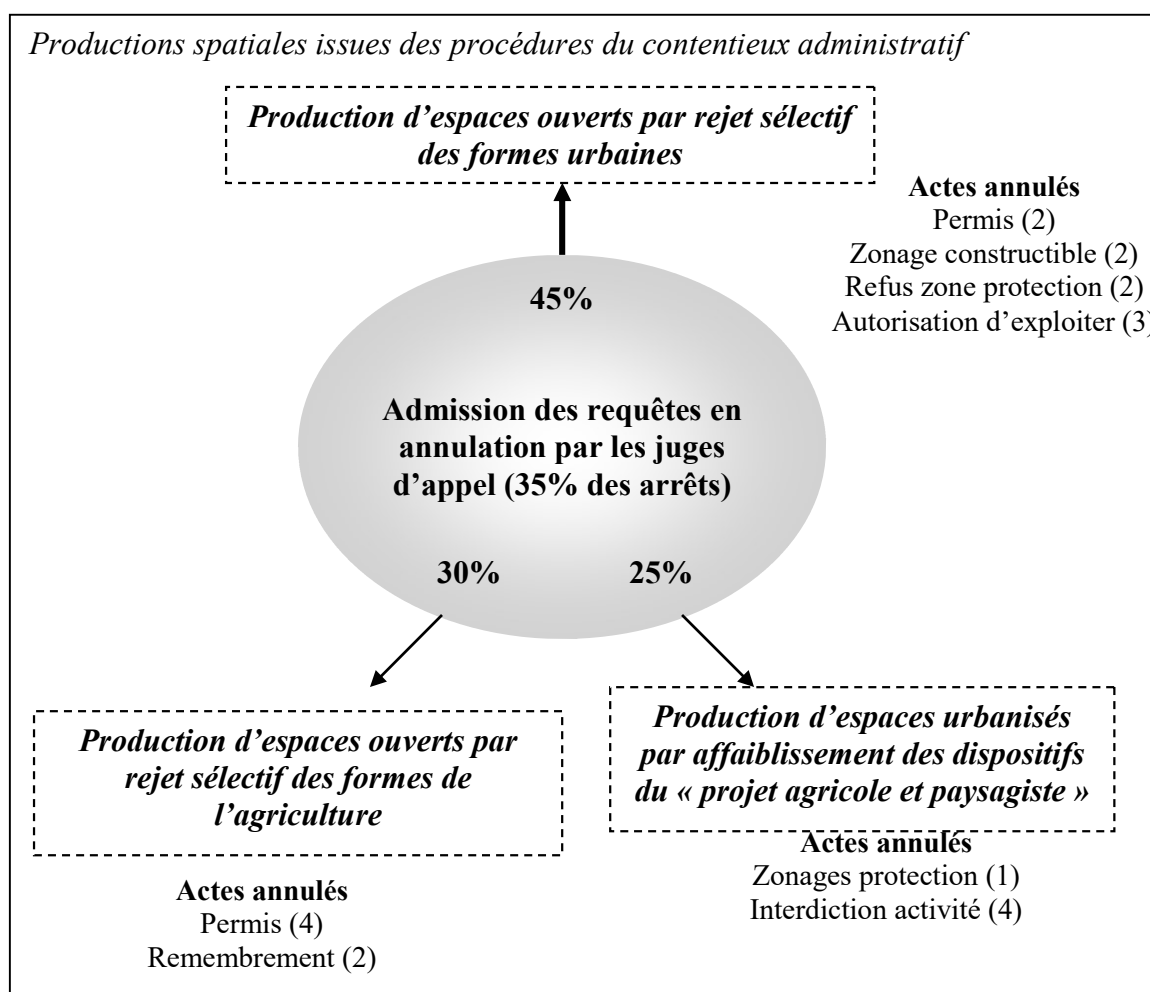 Productions spatiales issues des procédures du contentieux administratif
Production d’espaces ouverts par rejet sélectif
des formes urbaines
Actes annulés
Permis (2)
Zonage constructible (2)
Refus zone protection (2)
Autorisation d’exploiter (3)
45%
Admission des requêtes en
annulation par les juges
d’appel (35% des arrêts)
30%
25%
Production d’espaces ouverts par
rejet sélectif des formes de
l’agriculture
Actes annulés
Permis (4)
Remembrement (2)
Production d’espaces urbanisés
par affaiblissement des dispositifs
du « projet agricole et paysagiste »
Actes annulés
Zonages protection (1)
Interdiction activité (4)